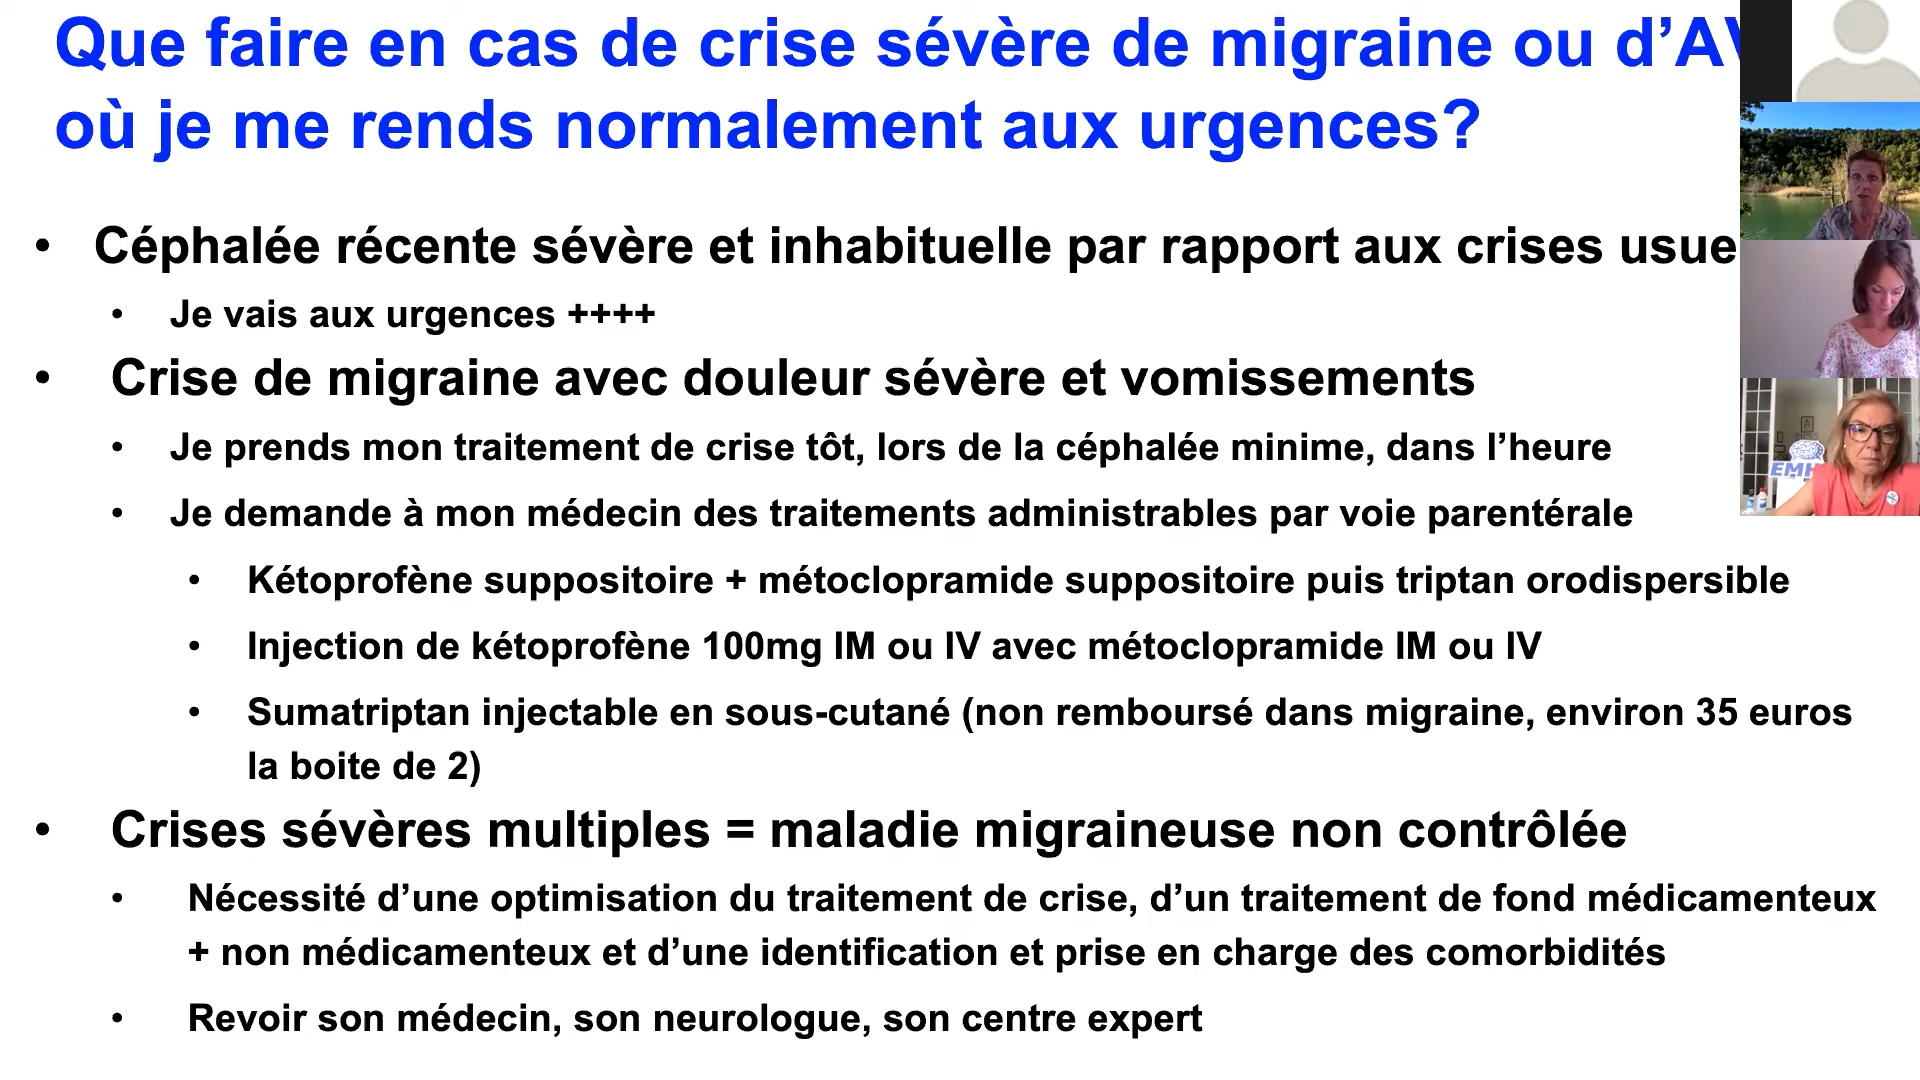 Que faire en cas de crise sévère de migraine ou
où je me rends normalement aux urgences?
• Céphalée récente sévère et inhabituelle par rapport aux crises
• Je vais aux urgences ++++
• Crise de migraine avec douleur sévère et vomissements
• Je prends mon traitement de crise tôt, lors de la céphalée minime, dans l’heure
• Je demande à mon médecin des traitements administrables par voie parentérale
• Kétoprofène suppositoire + métoclopramide suppositoire puis triptan orodispersible
• Injection de kétoprofène 100mg IM ou IV avec métoclopramide IM ou IV
• Sumatriptan injectable en sous-cutané (non remboursé dans migraine, environ 35 euros
la boite de 2)
• Crises sévères multiples = maladie migraineuse non contrôlée
• Nécessité d’une optimisation du traitement de crise, d’un traitement de fond médicamenteux
+ non médicamenteux et d’une identification et prise en charge des comorbidités
• Revoir son médecin, son neurologue, son centre expert